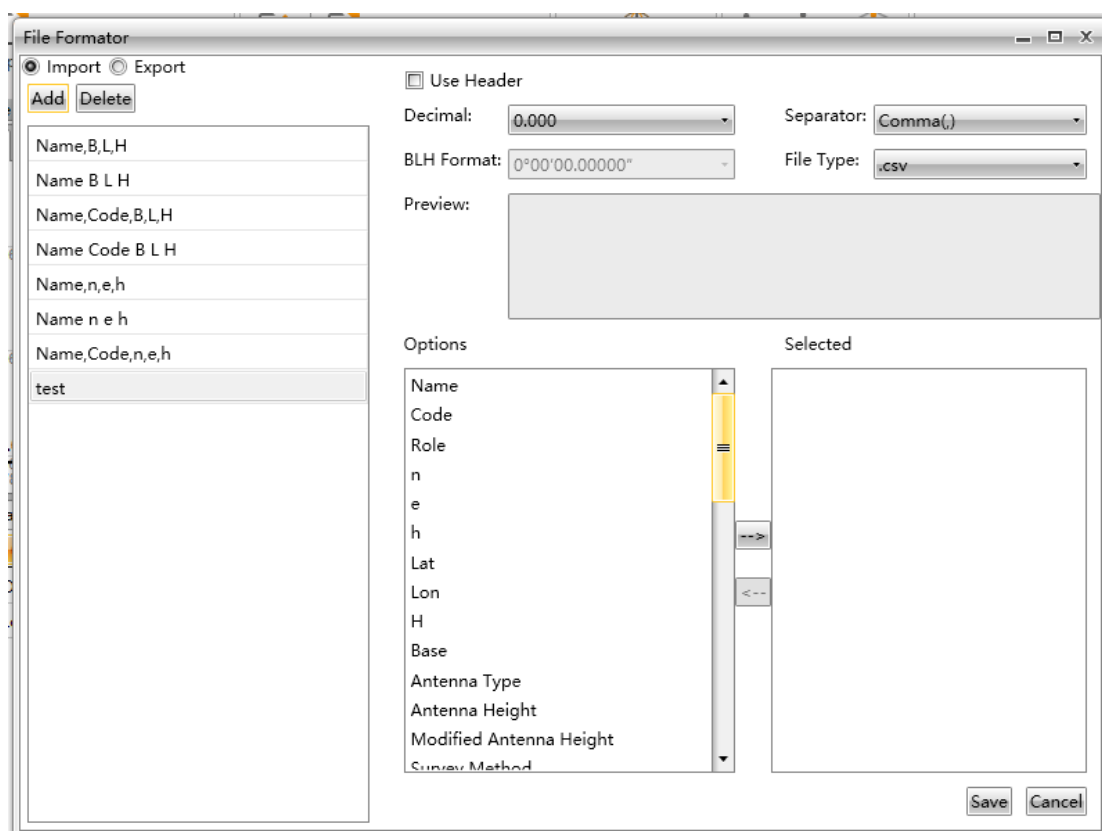 File Formator
Import Export
Add Delete
Name,B,L,H
Name B L H
Name,Code,B,L,H
Name Code B L H
Name,n,e,h
Name n e h
Name,Code,n,e,h
test
Use Header
Decimal: 0.000 Separator: Comma(,)
BLH Format: 0°00'00.00000" File Type: .csv
Preview:
Options Selected
Name
Code
Role
n
e
h
Lat
Lon
H
Base
Antenna Type
Antenna Height
Modified Antenna Height
Survey Method
-->
<--
Save Cancel